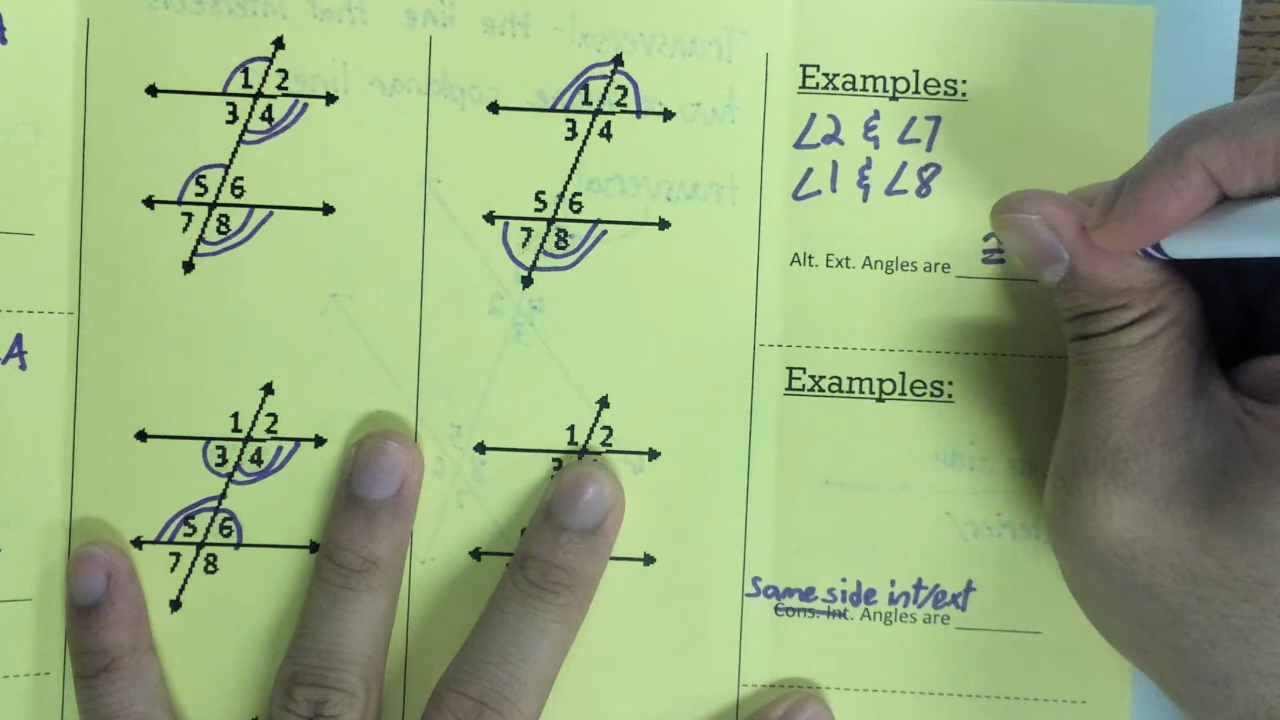 A
1 2
3 4
5 6
7 8
1 2
3 4
5 6
7 8
Examples:
∠2 & ∠7
∠1 & ∠8
Alt. Ext. Angles are ≅
A
1 2
3 4
5 6
7 8
1 2
Examples:
same side int/ext
Cons. Int. Angles are